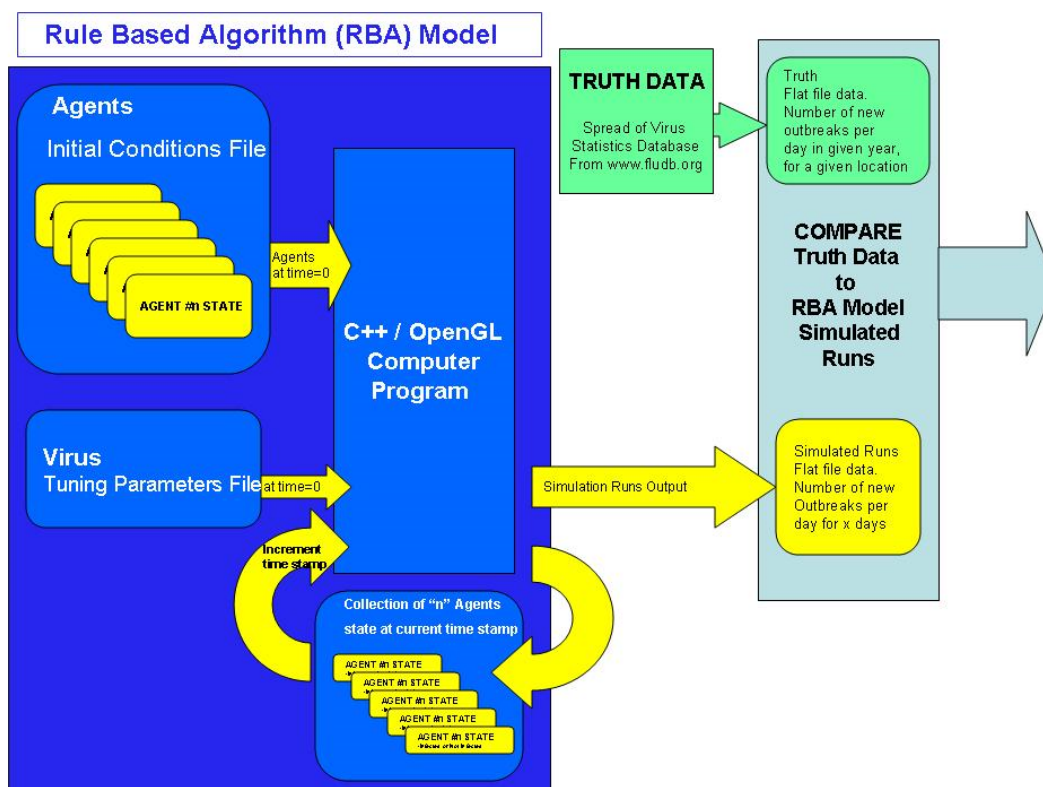 Rule Based Algorithm (RBA) Model
Agents
Initial Conditions File
AGENT #n STATE
Agents
at time=0
C++ / OpenGL
Computer
Program
Virus
Tuning Parameters File
at time=0
Increment
time stamp
Collection of "n" Agents
state at current time stamp
AGENT #n STATE
AGENT #n STATE
AGENT #n STATE
AGENT #n STATE
AGENT #n STATE
Simulation Runs Output
TRUTH DATA
Spread of Virus
Statistics Database
From www.fludb.org
Truth
Flat file data.
Number of new
outbreaks per
day in given year,
for a given location
COMPARE
Truth Data
to
RBA Model
Simulated
Runs
Simulated Runs
Flat file data.
Number of new
Outbreaks per
day for x days